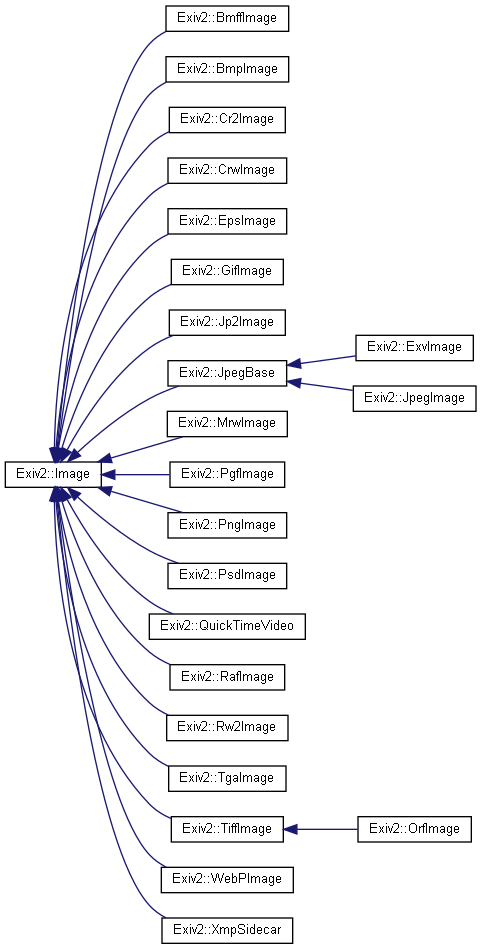 Exiv2::BmffImage
Exiv2::BmpImage
Exiv2::Cr2Image
Exiv2::CrwImage
Exiv2::EpsImage
Exiv2::GifImage
Exiv2::Jp2Image
Exiv2::ExvImage
Exiv2::JpegBase
Exiv2::JpegImage
Exiv2::MrwImage
Exiv2::Image
Exiv2::PgfImage
Exiv2::PngImage
Exiv2::PsdImage
Exiv2::QuickTimeVideo
Exiv2::RafImage
Exiv2::Rw2Image
Exiv2::TgaImage
Exiv2::TiffImage
Exiv2::OrfImage
Exiv2::WebPImage
Exiv2::XmpSidecar